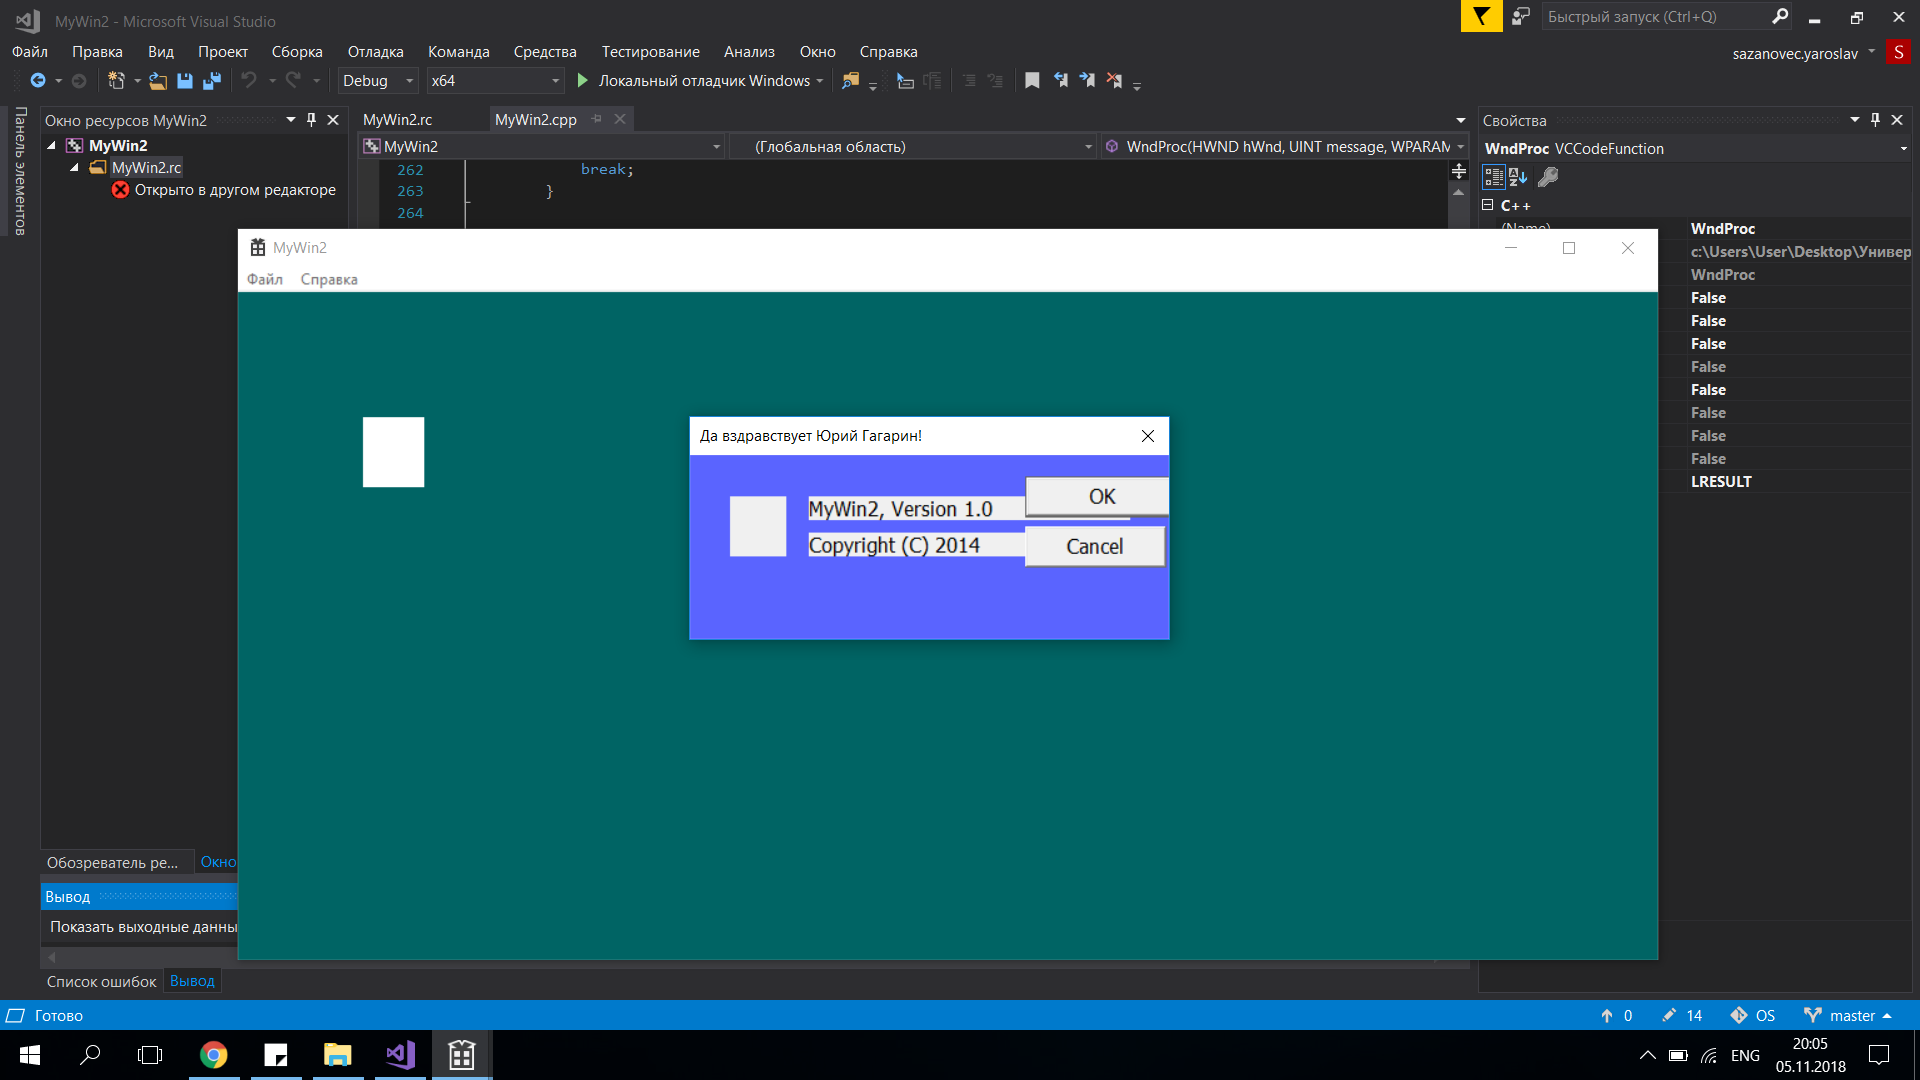 MyWin2 - Microsoft Visual Studio
Быстрый запуск (Ctrl+Q)
Файл Правка Вид Проект Сборка Отладка Команда Средства Тестирование Анализ Окно Справка
sazanovec.yaroslav S
Debug x64 Локальный отладчик Windows
Панель элементов
Окно ресурсов MyWin2
MyWin2
MyWin2.rc
Открыто в другом редакторе
MyWin2.rc MyWin2.cpp
MyWin2 (Глобальная область) WndProc(HWND hWnd, UINT message, WPARAM
262 break;
263 }
264
Свойства
WndProc VCCodeFunction
C++
(Name) WndProc
c:\Users\User\Desktop\Универ
WndProc
False
False
False
False
False
False
False
False
LRESULT
MyWin2
Файл Справка
Да вздравствует Юрий Гагарин!
MyWin2, Version 1.0
Copyright (C) 2014
OK
Cancel
Обозреватель ре... Окно
Вывод
Показать выходные данны
Список ошибок Вывод
Готово
0 14 OS master
ENG
20:05
05.11.2018